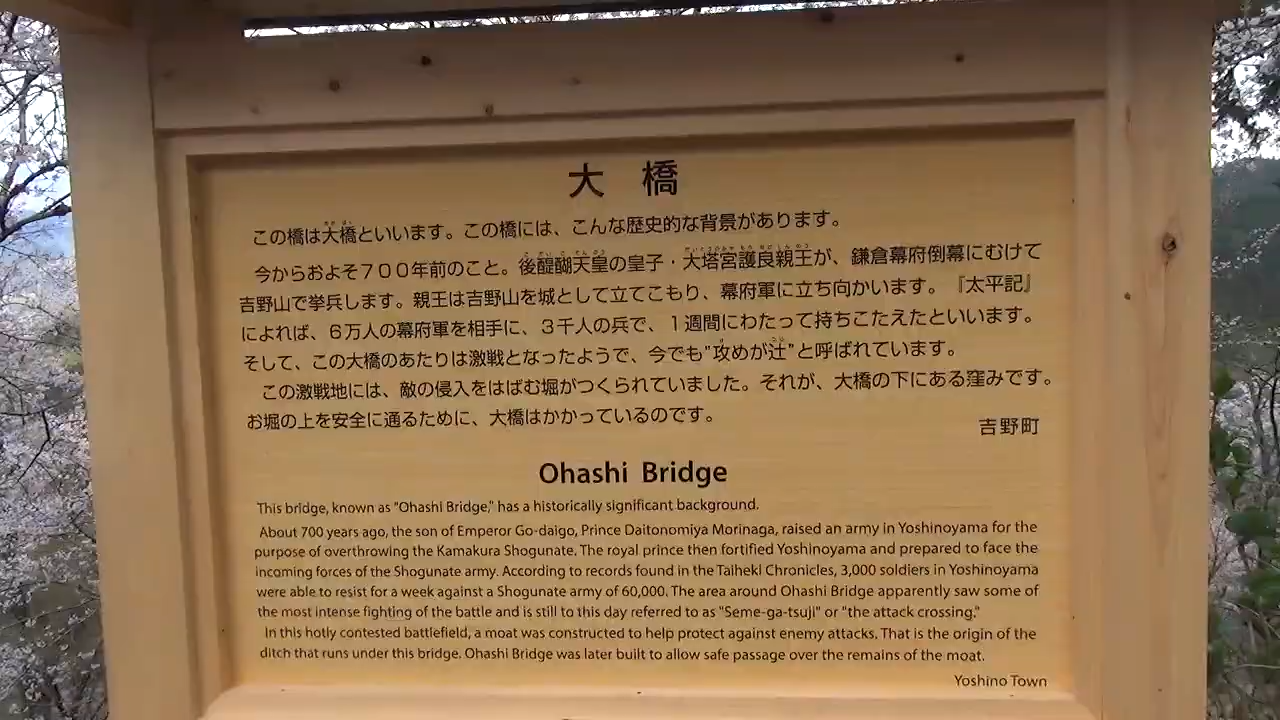 大 橋
この橋は大橋といいます。この橋には、こんな歴史的な背景があります。
今からおよそ７００年前のこと。後醍醐天皇の皇子・大塔宮護良親王が、鎌倉幕府倒幕にむけて
吉野山で挙兵します。親王は吉野山を城として立てこもり、幕府軍に立ち向かいます。『太平記』
によれば、６万人の幕府軍を相手に、３千人の兵で、１週間にわたって持ちこたえたといいます。
そして、この大橋のあたりは激戦となったようで、今でも"攻めが辻"と呼ばれています。
この激戦地には、敵の侵入をはばむ堀がつくられていました。それが、大橋の下にある窪みです。
お堀の上を安全に通るために、大橋はかかっているのです。
吉野町
Ohashi Bridge
This bridge, known as "Ohashi Bridge," has a historically significant background.
About 700 years ago, the son of Emperor Go-daigo, Prince Daitonomiya Morinaga, raised an army in Yoshinoyama for the
purpose of overthrowing the Kamakura Shogunate. The royal prince then fortified Yoshinoyama and prepared to face the
incoming forces of the Shogunate army. According to records found in the Taiheki Chronicles, 3,000 soldiers in Yoshinoyama
were able to resist for a week against a Shogunate army of 60,000. The area around Ohashi Bridge apparently saw some of
the most intense fighting of the battle and is still to this day referred to as "Seme-ga-tsuji" or "the attack crossing."
In this hotly contested battlefield, a moat was constructed to help protect against enemy attacks. That is the origin of the
ditch that runs under this bridge. Ohashi Bridge was later built to allow safe passage over the remains of the moat.
Yoshino Town